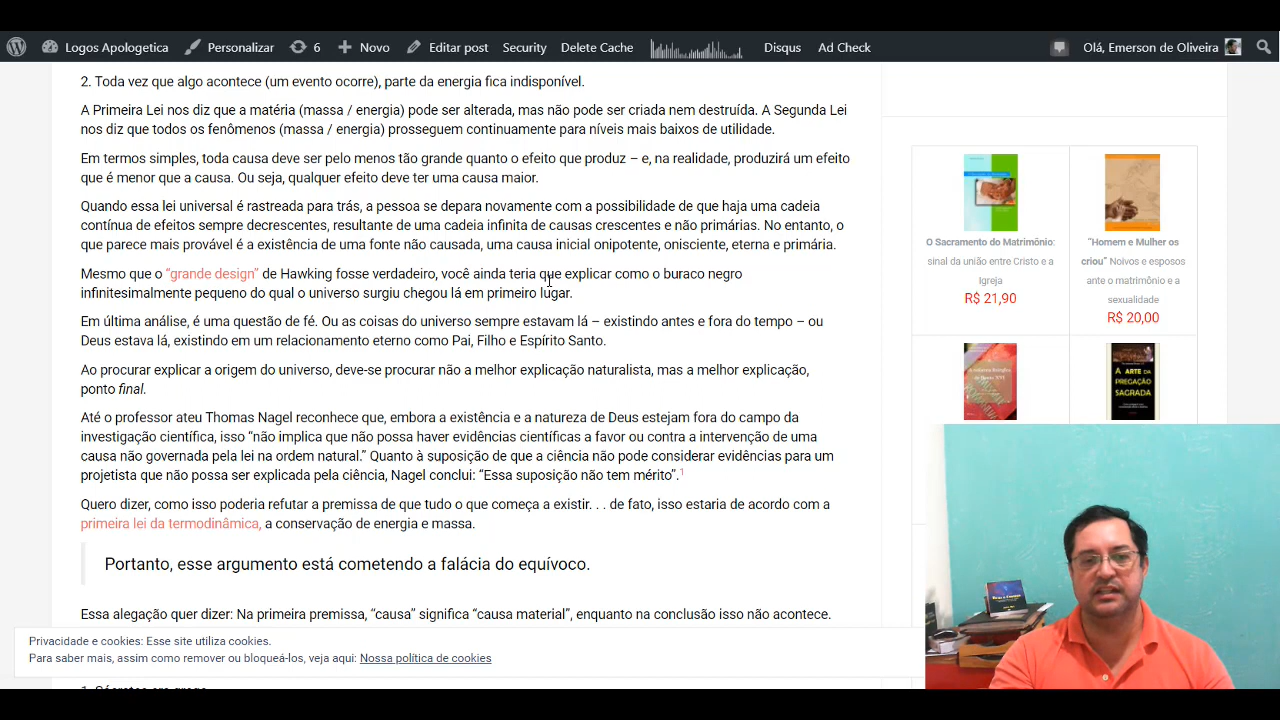 Logos Apologetica Personalizar 6 Novo Editar post Security Delete Cache Disqus Ad Check Olá, Emerson de Oliveira
2. Toda vez que algo acontece (um evento ocorre), parte da energia fica indisponível.
A Primeira Lei nos diz que a matéria (massa / energia) pode ser alterada, mas não pode ser criada nem destruída. A Segunda Lei
nos diz que todos os fenômenos (massa / energia) prosseguem continuamente para níveis mais baixos de utilidade.
Em termos simples, toda causa deve ser pelo menos tão grande quanto o efeito que produz – e, na realidade, produzirá um efeito
que é menor que a causa. Ou seja, qualquer efeito deve ter uma causa maior.
Quando essa lei universal é rastreada para trás, a pessoa se depara novamente com a possibilidade de que haja uma cadeia
contínua de efeitos sempre decrescentes, resultante de uma cadeia infinita de causas crescentes e não primárias. No entanto, o
que parece mais provável é a existência de uma fonte não causada, uma causa inicial onipotente, onisciente, eterna e primária.
Mesmo que o “grande design” de Hawking fosse verdadeiro, você ainda teria que explicar como o buraco negro
infinitesimalmente pequeno do qual o universo surgiu chegou lá em primeiro lugar.
Em última análise, é uma questão de fé. Ou as coisas do universo sempre estavam lá – existindo antes e fora do tempo – ou
Deus estava lá, existindo em um relacionamento eterno como Pai, Filho e Espírito Santo.
Ao procurar explicar a origem do universo, deve-se procurar não a melhor explicação naturalista, mas a melhor explicação,
ponto final.
Até o professor ateu Thomas Nagel reconhece que, embora a existência e a natureza de Deus estejam fora do campo da
investigação científica, isso “não implica que não possa haver evidências científicas a favor ou contra a intervenção de uma
causa não governada pela lei na ordem natural.” Quanto à suposição de que a ciência não pode considerar evidências para um
projetista que não possa ser explicada pela ciência, Nagel conclui: “Essa suposição não tem mérito”.1
Quero dizer, como isso poderia refutar a premissa de que tudo o que começa a existir. . . de fato, isso estaria de acordo com a
primeira lei da termodinâmica, a conservação de energia e massa.
Portanto, esse argumento está cometendo a falácia do equívoco.
Essa alegação quer dizer: Na primeira premissa, “causa” significa “causa material”, enquanto na conclusão isso não acontece.
Privacidade e cookies: Esse site utiliza cookies.
Para saber mais, assim como remover ou bloqueá-los, veja aqui: Nossa política de cookies
O Sacramento do Matrimônio:
sinal da união entre Cristo e a
Igreja
R$ 21,90
“Homem e Mulher os
criou” Noivos e esposos
ante o matrimônio e a
sexualidade
R$ 20,00
A ARTE
DA
PREGAÇÃO
SAGRADA